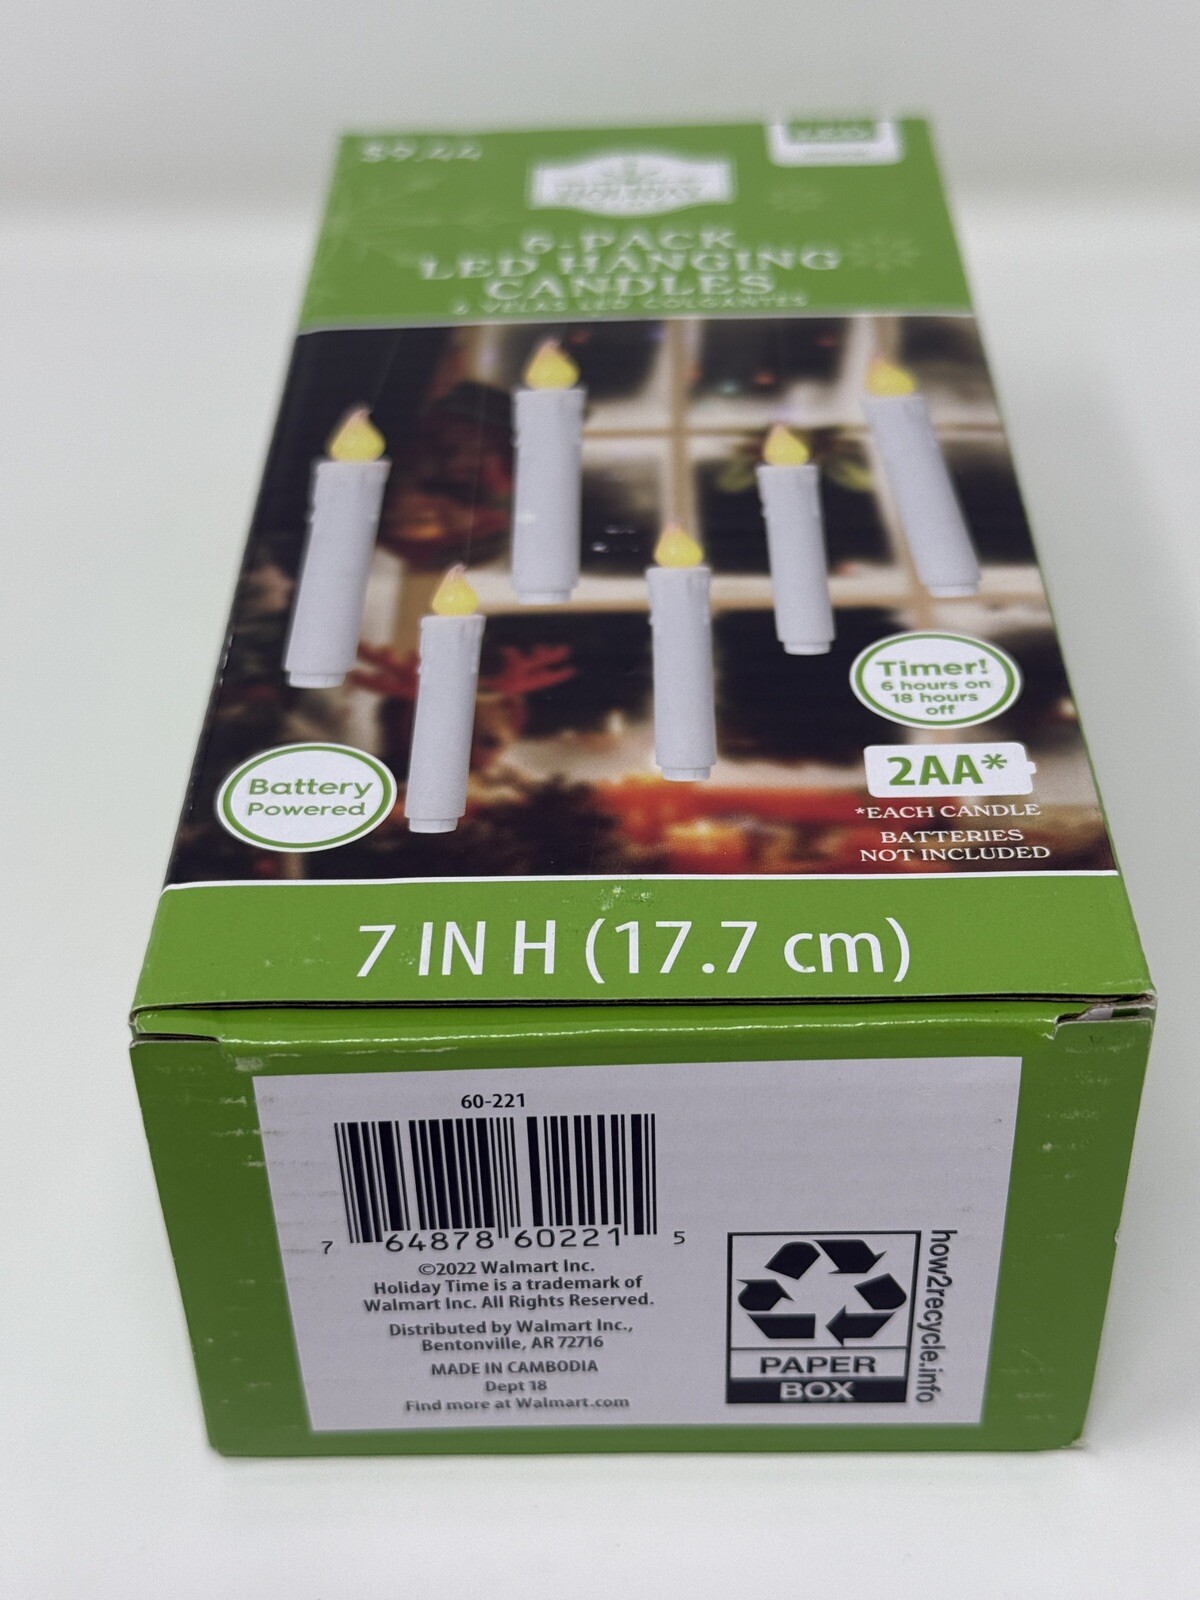 $9.44
HOLIDAY
6-PACK
LED HANGING
CANDLES
6 VELAS LED COLGANTES
Timer!
6 hours on
18 hours
off
Battery
Powered
2AA*
*EACH CANDLE
BATTERIES
NOT INCLUDED
7 IN H (17.7 cm)
60-221
7 64878 60221 5
©2022 Walmart Inc.
Holiday Time is a trademark of
Walmart Inc. All Rights Reserved.
Distributed by Walmart Inc.,
Bentonville, AR 72716
MADE IN CAMBODIA
Dept 18
Find more at Walmart.com
PAPER
BOX
how2recycle.info